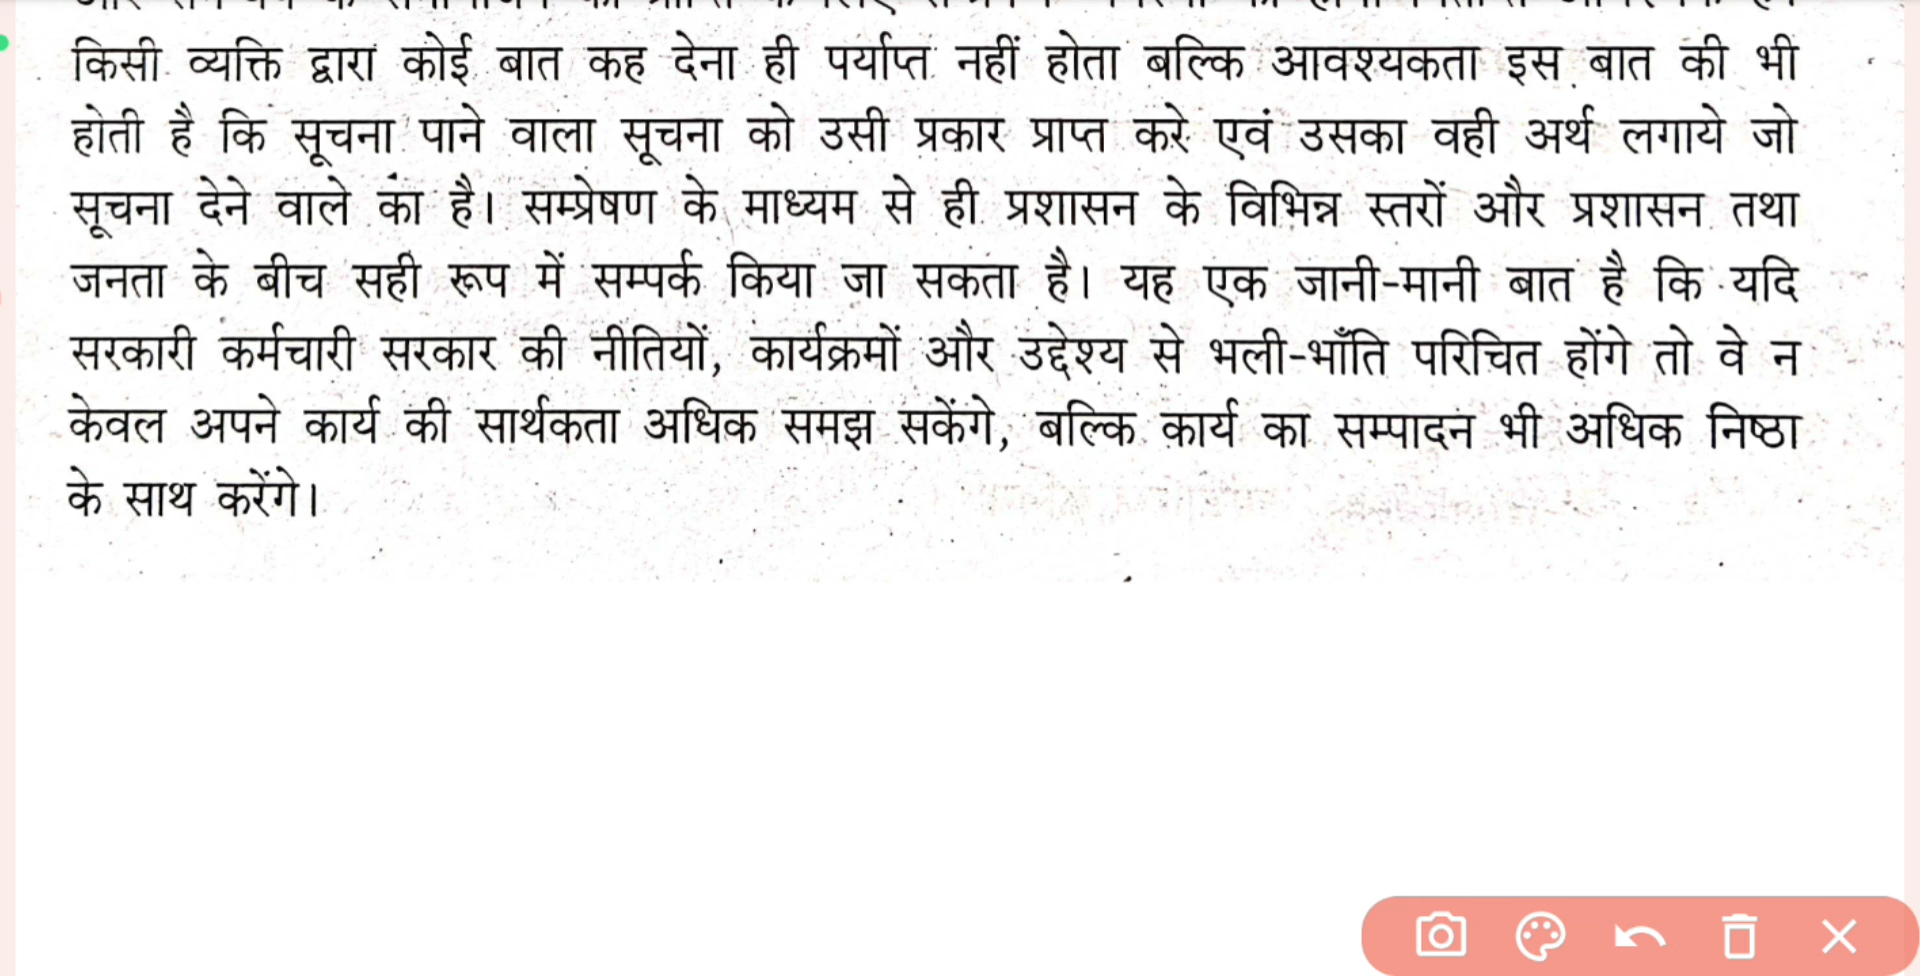 किसी व्यक्ति द्वारा कोई बात कह देना ही पर्याप्त नहीं होता बल्कि आवश्यकता इस बात की भी
होती है कि सूचना पाने वाला सूचना को उसी प्रकार प्राप्त करे एवं उसका वही अर्थ लगाये जो
सूचना देने वाले का है। सम्प्रेषण के माध्यम से ही प्रशासन के विभिन्न स्तरों और प्रशासन तथा
जनता के बीच सही रूप में सम्पर्क किया जा सकता है। यह एक जानी-मानी बात है कि यदि
सरकारी कर्मचारी सरकार की नीतियों, कार्यक्रमों और उद्देश्य से भली-भाँति परिचित होंगे तो वे न
केवल अपने कार्य की सार्थकता अधिक समझ सकेंगे, बल्कि कार्य का सम्पादन भी अधिक निष्ठा
के साथ करेंगे।